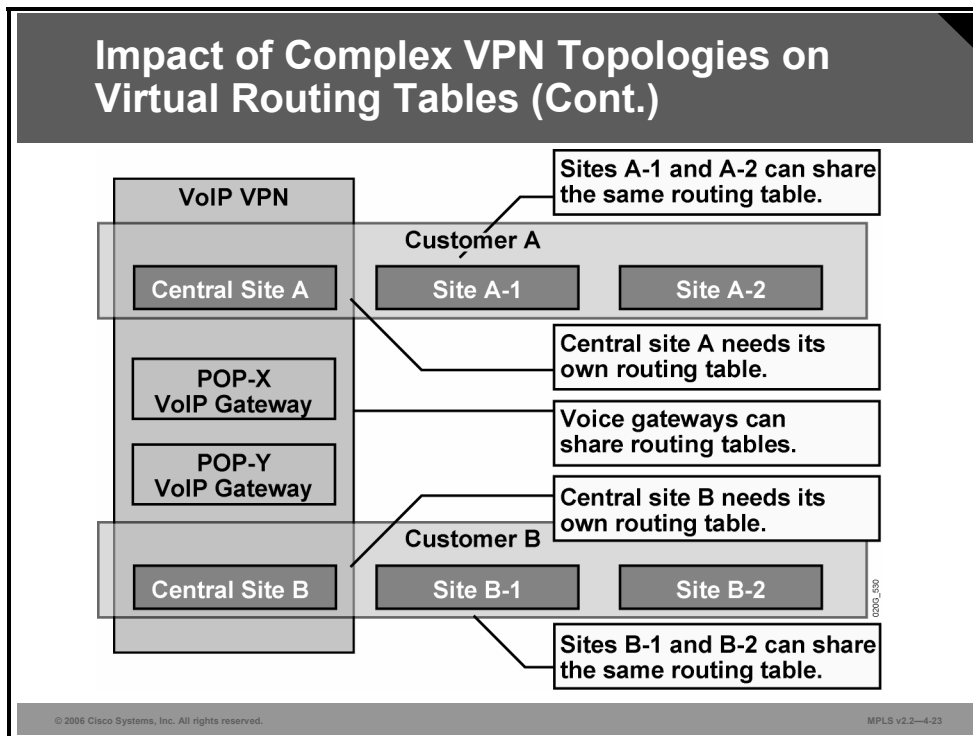 Impact of Complex VPN Topologies on
Virtual Routing Tables (Cont.)
Sites A-1 and A-2 can share
the same routing table.
VoIP VPN
Customer A
Central Site A
Site A-1
Site A-2
Central site A needs its
own routing table.
POP-X
VoIP Gateway
Voice gateways can
share routing tables.
POP-Y
VoIP Gateway
Central site B needs its
own routing table.
Customer B
Central Site B
Site B-1
Site B-2
020G_530
Sites B-1 and B-2 can share
the same routing table.
© 2006 Cisco Systems, Inc. All rights reserved.
MPLS v2.2—4-23